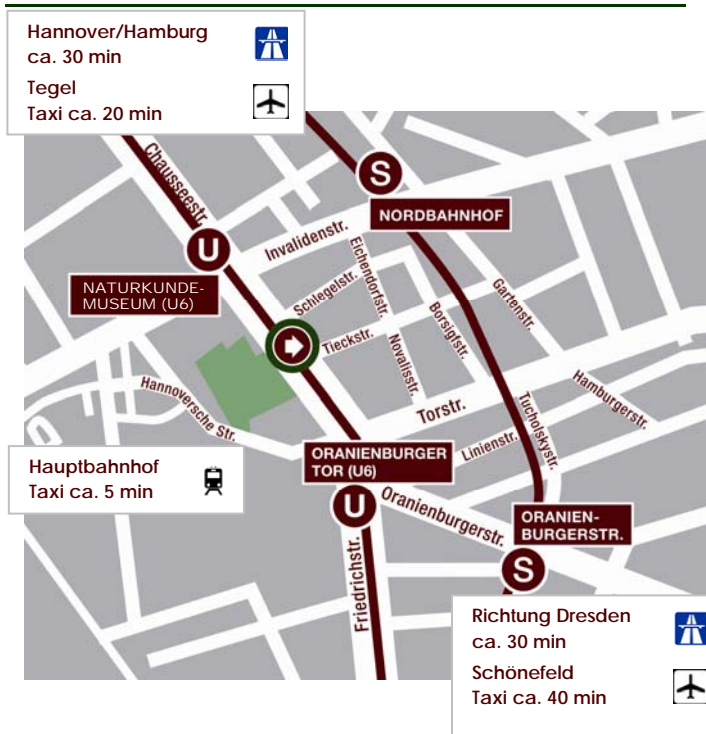 Hannover/Hamburg
ca. 30 min
Tegel
Taxi ca. 20 min
Chausseestr.
S
NORDBAHNHOF
U
Invalidenstr.
NATURKUNDE-
MUSEUM (U6)
Schlegelstr.
Eichendorfstr.
Gartenstr.
Borsigfstr.
Tieckstr.
Novalisstr.
Hannoversche Str.
Torstr.
Hamburgerstr.
Tucholskystr.
Linienstr.
Hauptbahnhof
Taxi ca. 5 min
ORANIENBURGER
TOR (U6)
U
Oranienburgerstr.
ORANIEN-
BURGERSTR.
S
Friedrichstr.
Richtung Dresden
ca. 30 min
Schönefeld
Taxi ca. 40 min